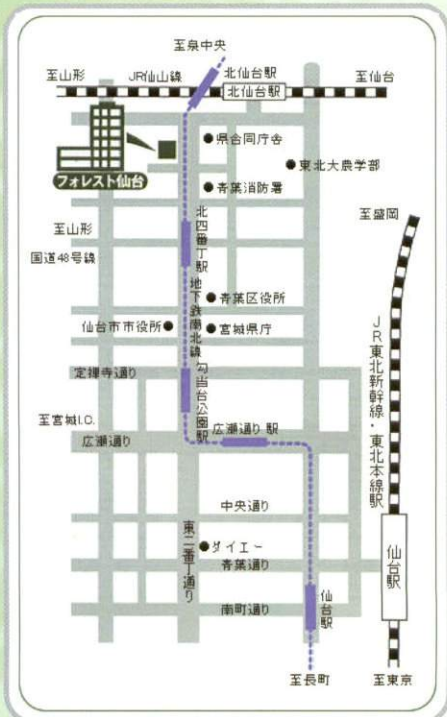 至泉中央
至山形
JR仙山線
北仙台駅
北仙台駅
至仙台
フォレスト仙台
県合同庁舎
東北大農学部
青葉消防署
至山形
国道48号線
北四番丁駅
至盛岡
地下鉄南北線
青葉区役所
仙台市市役所
宮城県庁
JR東北新幹線・東北本線駅
定禅寺通り
勾当台公園駅
至宮城I.C.
広瀬通り
広瀬通り 駅
中央通り
東二番丁通り
ダイエー
青葉通り
仙台駅
仙台駅
南町通り
至長町
至東京